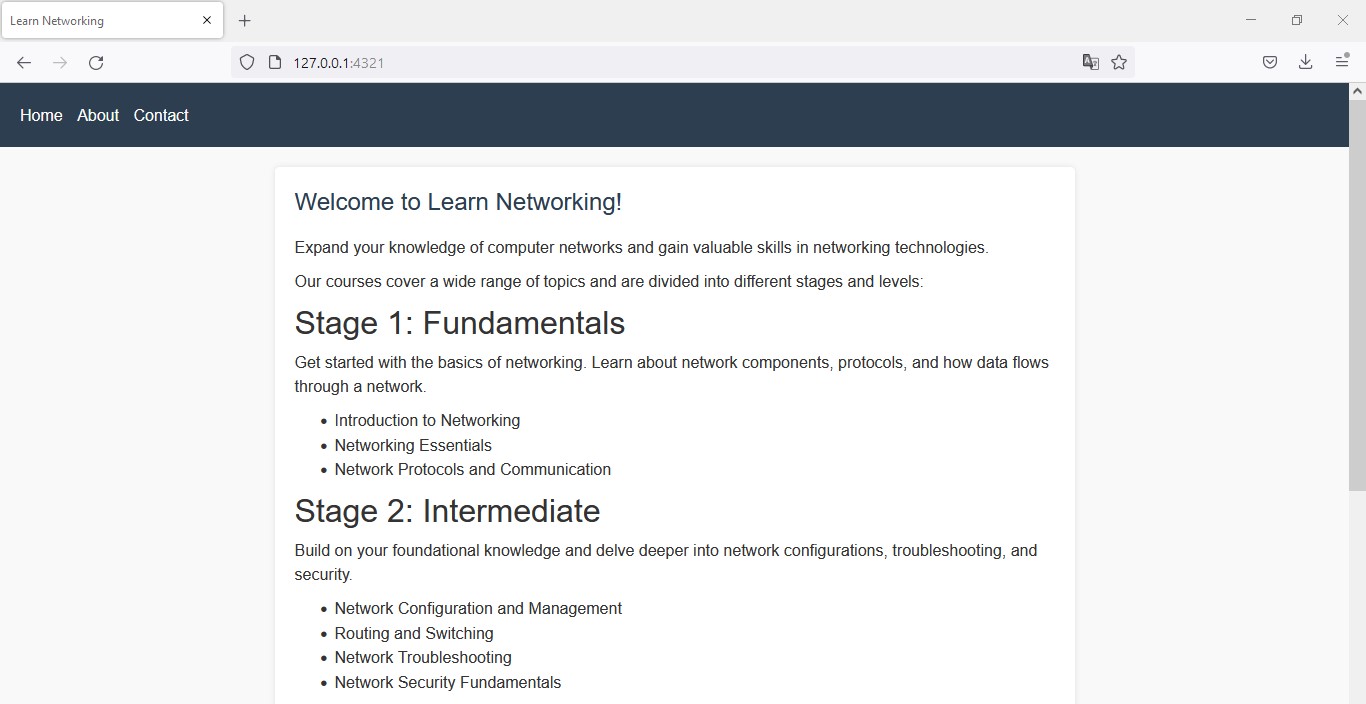 Learn Networking
127.0.0.1:4321
Home About Contact
Welcome to Learn Networking!
Expand your knowledge of computer networks and gain valuable skills in networking technologies.
Our courses cover a wide range of topics and are divided into different stages and levels:
Stage 1: Fundamentals
Get started with the basics of networking. Learn about network components, protocols, and how data flows
through a network.
• Introduction to Networking
• Networking Essentials
• Network Protocols and Communication
Stage 2: Intermediate
Build on your foundational knowledge and delve deeper into network configurations, troubleshooting, and
security.
• Network Configuration and Management
• Routing and Switching
• Network Troubleshooting
• Network Security Fundamentals